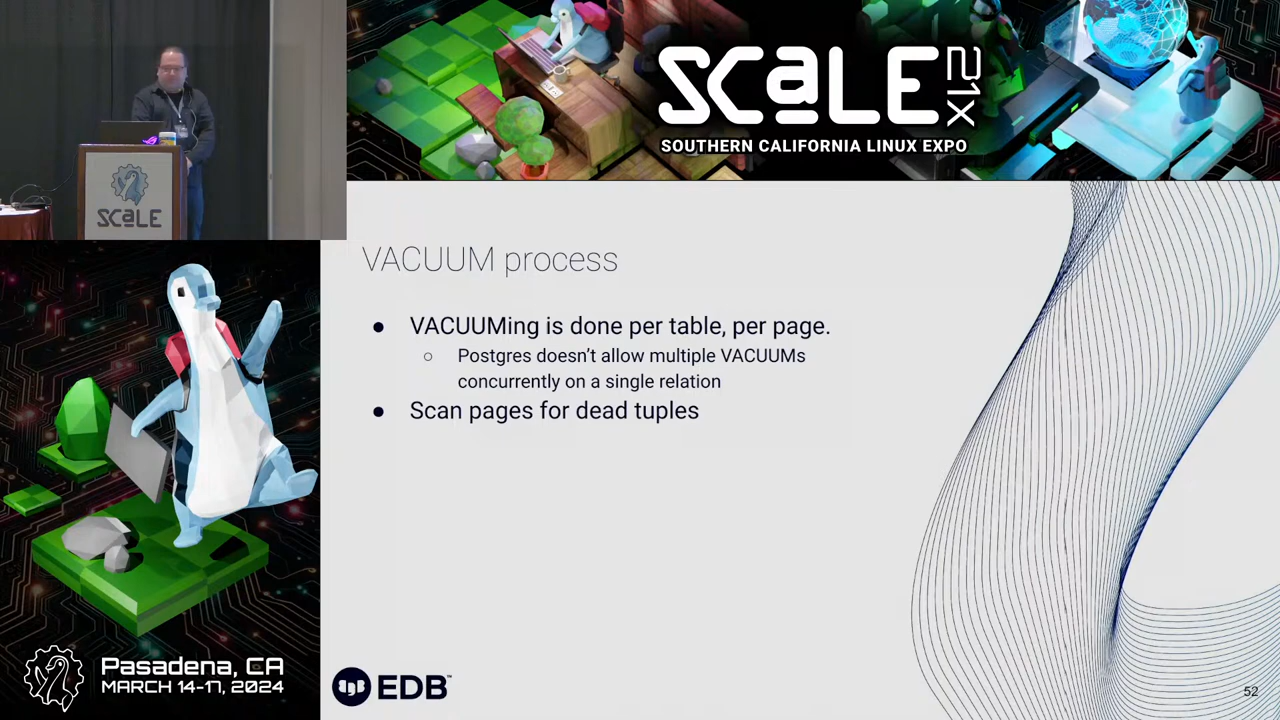 SCaLE 21X
SOUTHERN CALIFORNIA LINUX EXPO
SCaLE
VACUUM process
● VACUUMing is done per table, per page.
○ Postgres doesn't allow multiple VACUUMs
concurrently on a single relation
● Scan pages for dead tuples
Pasadena, CA
MARCH 14-17, 2024
EDB™
52